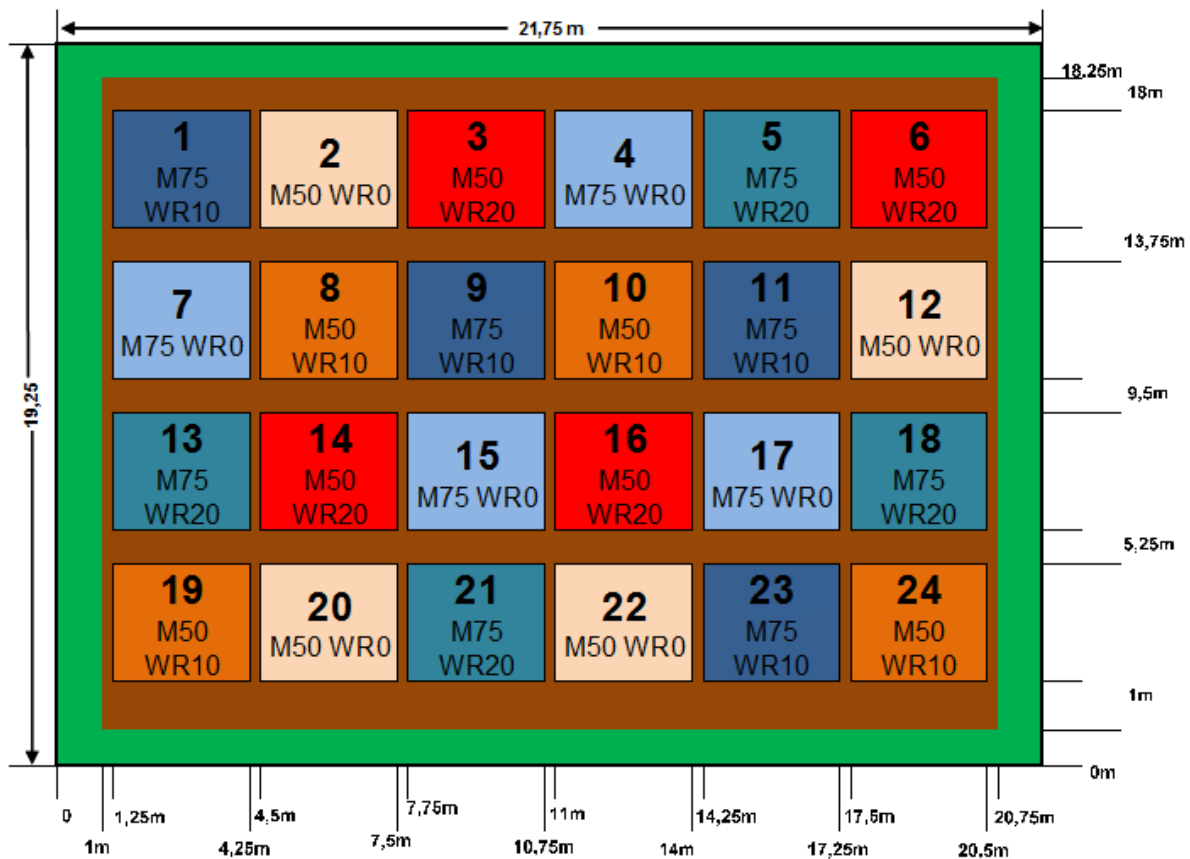 21,75 m
18.25m
18m
1
M75
WR10
2
M50 WR0
3
M50
WR20
4
M75 WR0
5
M75
WR20
6
M50
WR20
13,75m
7
M75 WR0
8
M50
WR10
9
M75
WR10
10
M50
WR10
11
M75
WR10
12
M50 WR0
19,25
9,5m
13
M75
WR20
14
M50
WR20
15
M75 WR0
16
M50
WR20
17
M75 WR0
18
M75
WR20
5,25m
19
M50
WR10
20
M50 WR0
21
M75
WR20
22
M50 WR0
23
M75
WR10
24
M50
WR10
1m
0m
0
1m
1,25m
4,25m
4,5m
7,5m
7,75m
10,75m
11m
14m
14,25m
17,25m
17,5m
20,5m
20,75m